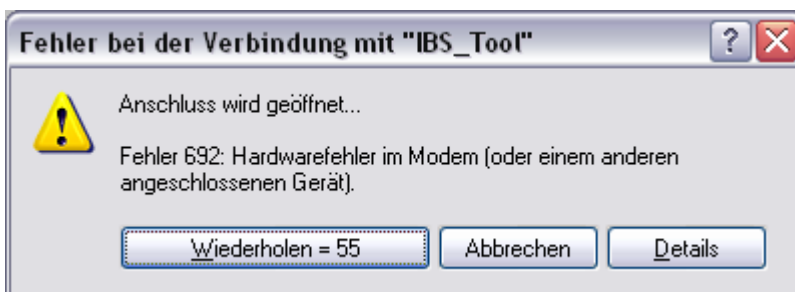 Fehler bei der Verbindung mit "IBS_Tool"
Anschluss wird geöffnet...
Fehler 692: Hardwarefehler im Modem (oder einem anderen
angeschlossenen Gerät).
Wiederholen = 55 Abbrechen Details